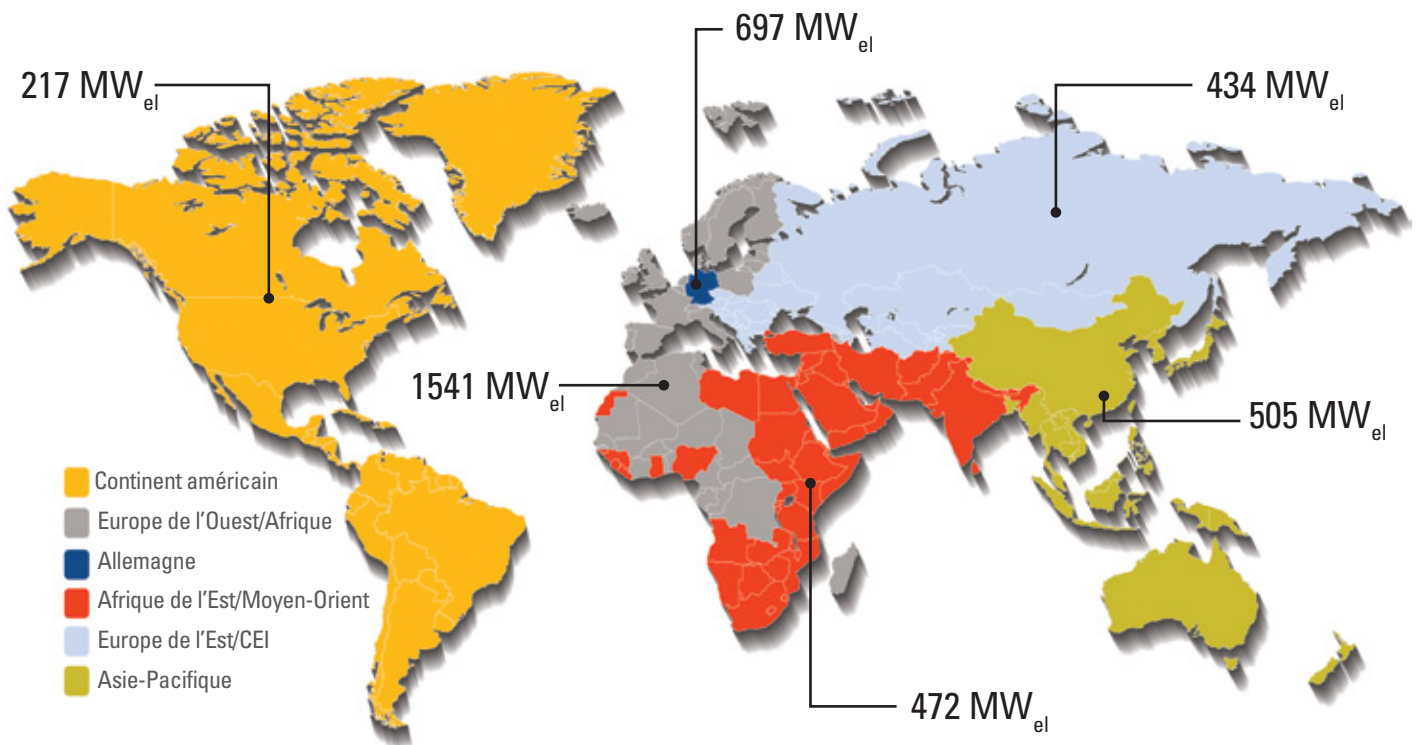 697 MWel
217 MWel
434 MWel
1541 MWel
505 MWel
Continent américain
Europe de l'Ouest/Afrique
Allemagne
Afrique de l'Est/Moyen-Orient
Europe de l'Est/CEI
Asie-Pacifique
472 MWel